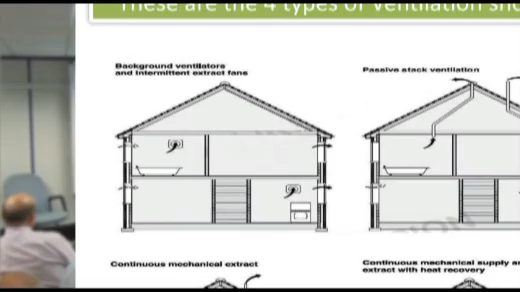 These are the 4 types of ventilation
Background ventilators
and intermittent extract fans
Passive stack ventilation
Continuous mechanical extract
Continuous mechanical supply
extract with heat recovery